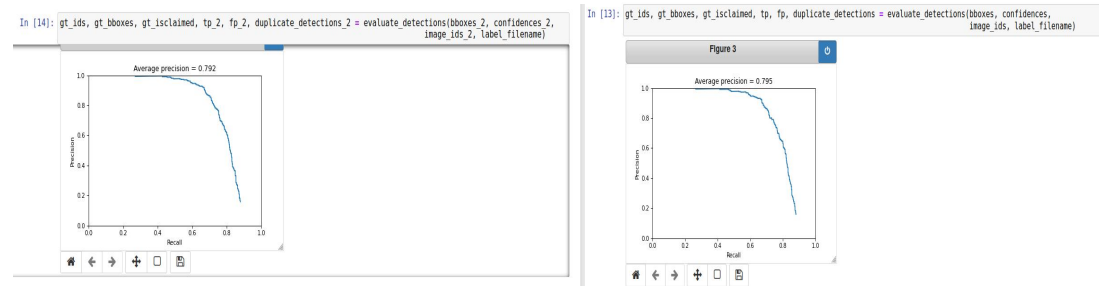 In [14]: gt_ids, gt_bboxes, gt_isclaimed, tp_2, fp_2, duplicate_detections_2 = evaluate_detections(bboxes_2, confidences_2,
image_ids_2, label_filename)
Average precision = 0.792
1.0
0.8
0.6
0.4
0.2
0.0
Precision
0.0 0.2 0.4 0.6 0.8 1.0
Recall
In [13]: gt_ids, gt_bboxes, gt_isclaimed, tp, fp, duplicate_detections = evaluate_detections(bboxes, confidences,
image_ids, label_filename)
Figure 3
Average precision = 0.795
1.0
0.8
0.6
0.4
0.2
0.0
Precision
0.0 0.2 0.4 0.6 0.8 1.0
Recall